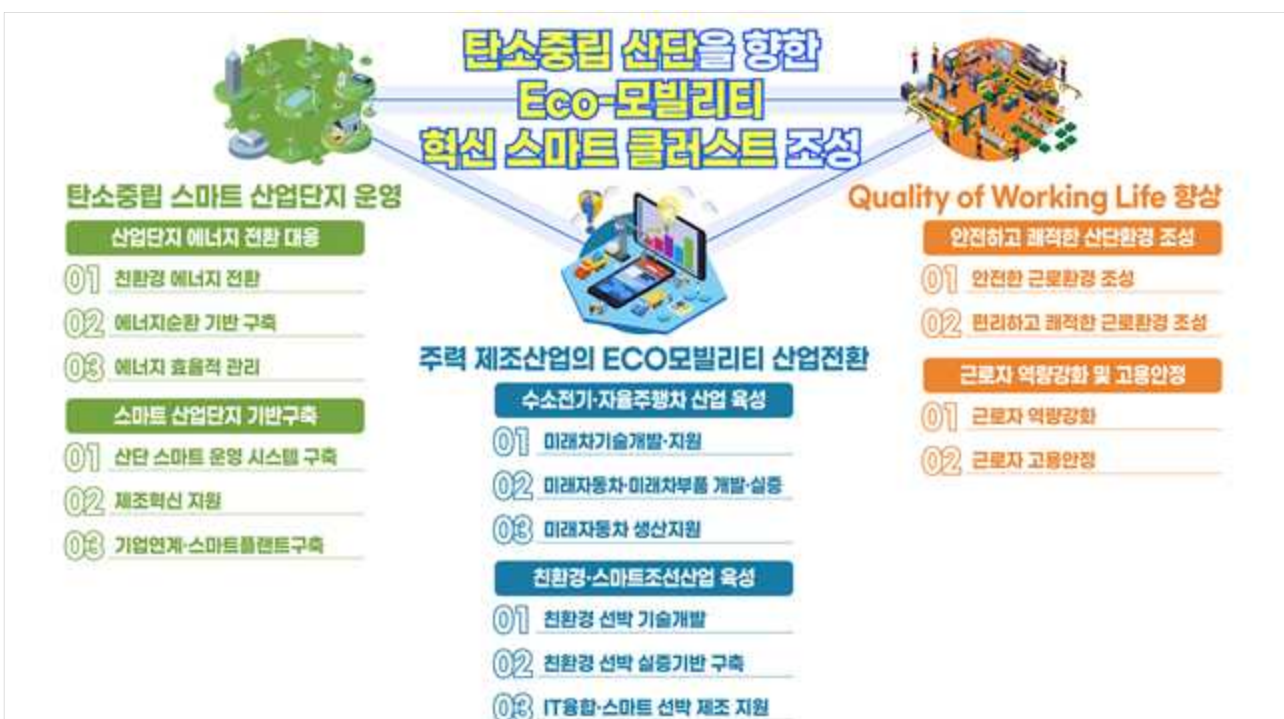 탄소중립 산단을 향한
Eco-모빌리티
혁신 스마트 클러스트 조성
탄소중립 스마트 산업단지 운영
산업단지 에너지 전환 대응
01 친환경 에너지 전환
02 에너지순환 기반 구축
03 에너지 효율적 관리
스마트 산업단지 기반구축
01 산단 스마트 운영 시스템 구축
02 제조혁신 지원
03 기업연계·스마트플랜트구축
주력 제조산업의 ECO모빌리티 산업전환
수소전기·자율주행차 산업 육성
01 미래차기술개발·지원
02 미래자동차·미래차부품 개발·실증
03 미래자동차 생산지원
친환경·스마트조선산업 육성
01 친환경 선박 기술개발
02 친환경 선박 실증기반 구축
03 IT융합·스마트 선박 제조 지원
Quality of Working Life 향상
안전하고 쾌적한 산단환경 조성
01 안전한 근로환경 조성
02 편리하고 쾌적한 근로환경 조성
근로자 역량강화 및 고용안정
01 근로자 역량강화
02 근로자 고용안정